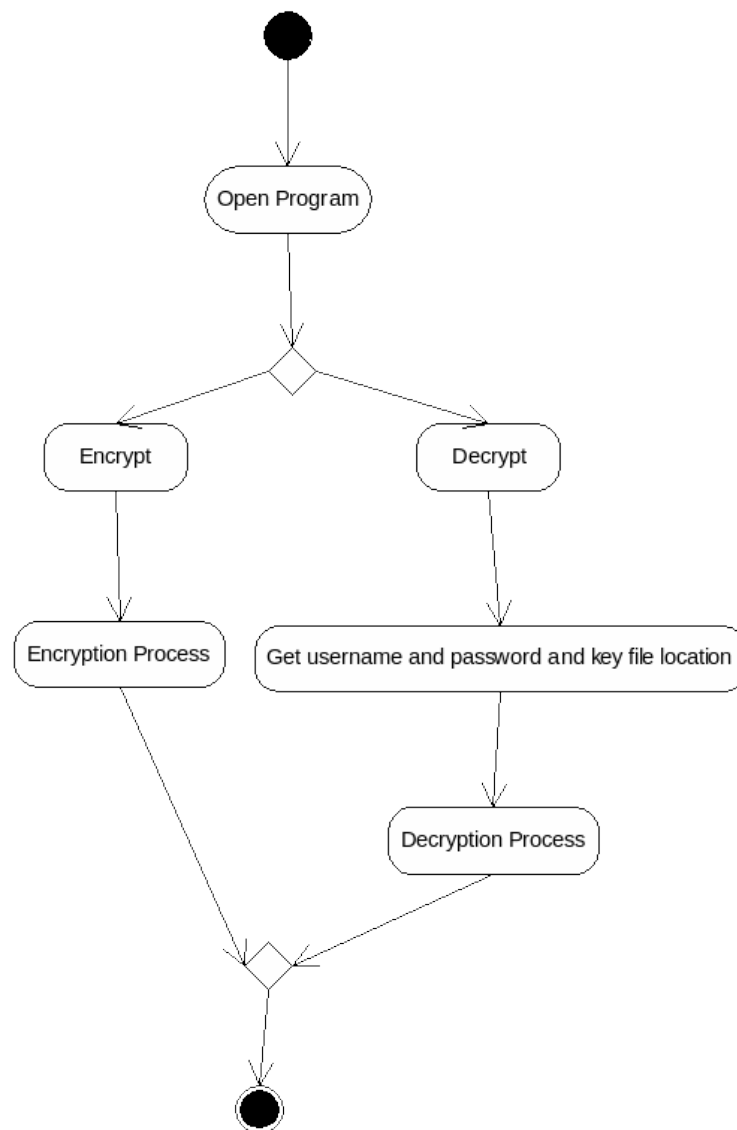 Open Program
Encrypt
Decrypt
Encryption Process
Get username and password and key file location
Decryption Process